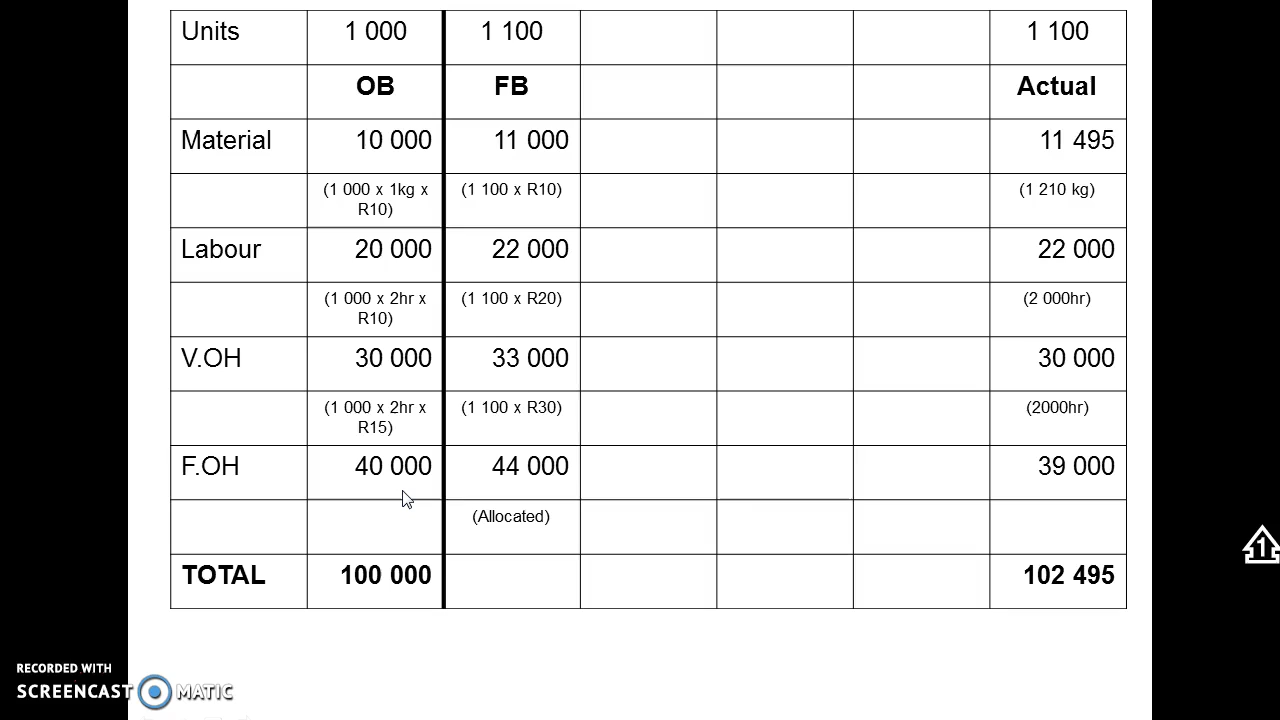 Units 1 000 1 100 1 100
OB FB Actual
Material 10 000 11 000 11 495
(1 000 x 1kg x (1 100 x R10) (1 210 kg)
R10)
Labour 20 000 22 000 22 000
(1 000 x 2hr x (1 100 x R20) (2 000hr)
R10)
V.OH 30 000 33 000 30 000
(1 000 x 2hr x (1 100 x R30) (2000hr)
R15)
F.OH 40 000 44 000 39 000
(Allocated)
1
TOTAL 100 000 102 495
RECORDED WITH
SCREENCAST MATIC